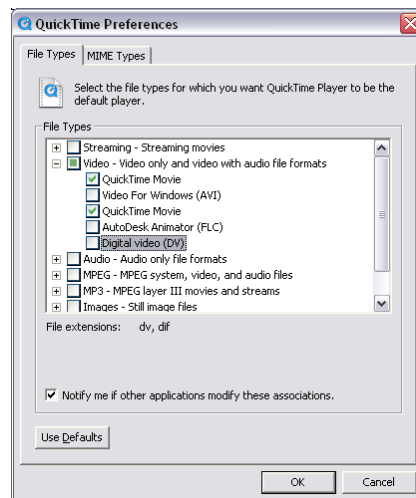 QuickTime Preferences
File Types
MIME Types
Select the file types for which you want QuickTime Player to be the
default player.
File Types
Streaming - Streaming movies
Video - Video only and video with audio file formats
QuickTime Movie
Video For Windows (AVI)
QuickTime Movie
AutoDesk Animator (FLC)
Digital video (DV)
Audio - Audio only file formats
MPEG - MPEG system, video, and audio files
MP3 - MPEG layer III movies and streams
Images - Still image files
File extensions: dv, dif
Notify me if other applications modify these associations.
Use Defaults
OK
Cancel